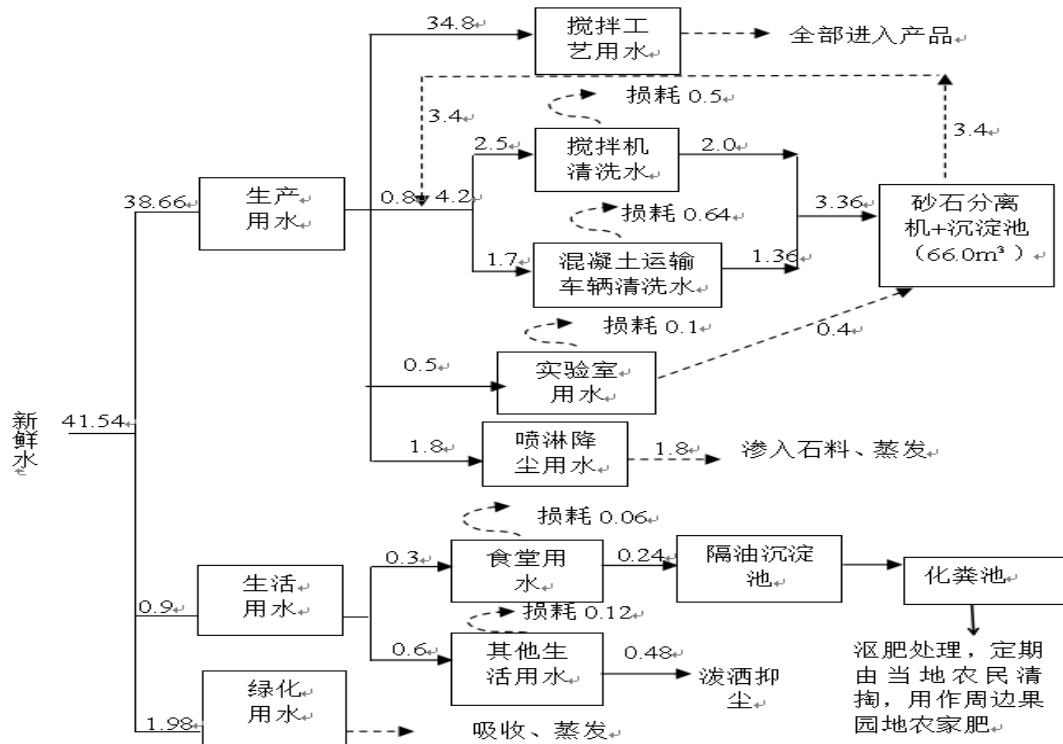 34.8
搅拌工
艺用水
全部进入产品
损耗 0.5
3.4
2.5
搅拌机
清洗水
2.0
3.4
38.66
生产
用水
0.8
4.2
损耗 0.64
3.36
砂石分离
机+沉淀池
（66.0m³）
1.7
混凝土运输
车辆清洗水
1.36
损耗 0.1
0.4
0.5
实验室
用水
新鲜水
41.54
1.8
喷淋降
尘用水
1.8
渗入石料、蒸发
损耗 0.06
0.3
食堂用
水
0.24
隔油沉淀
池
化粪池
0.9
生活
用水
损耗 0.12
0.6
其他生
活用水
0.48
泼洒抑
尘
沤肥处理，定期
由当地农民清
掏，用作周边果
园地农家肥
1.98
绿化
用水
吸收、蒸发